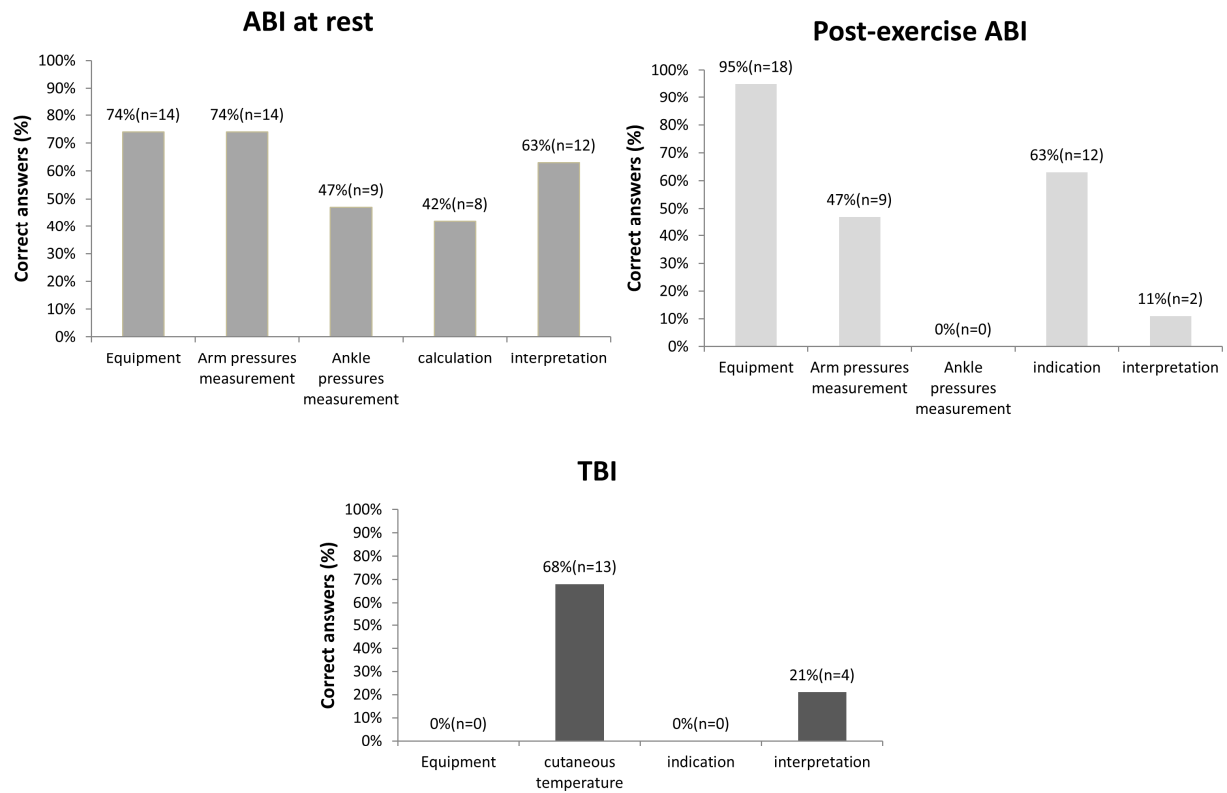 ABI at rest
Correct answers (%)
100%
90%
80%
70%
60%
50%
40%
30%
20%
10%
0%
74%(n=14)
74%(n=14)
47%(n=9)
42%(n=8)
63%(n=12)
Equipment
Arm pressures
measurement
Ankle
pressures
measurement
calculation
interpretation
Post-exercise ABI
Correct answers (%)
100%
90%
80%
70%
60%
50%
40%
30%
20%
10%
0%
95%(n=18)
47%(n=9)
0%(n=0)
63%(n=12)
11%(n=2)
Equipment
Arm pressures
measurement
Ankle
pressures
measurement
indication
interpretation
TBI
Correct answers (%)
100%
90%
80%
70%
60%
50%
40%
30%
20%
10%
0%
0%(n=0)
68%(n=13)
0%(n=0)
21%(n=4)
Equipment
cutaneous
temperature
indication
interpretation